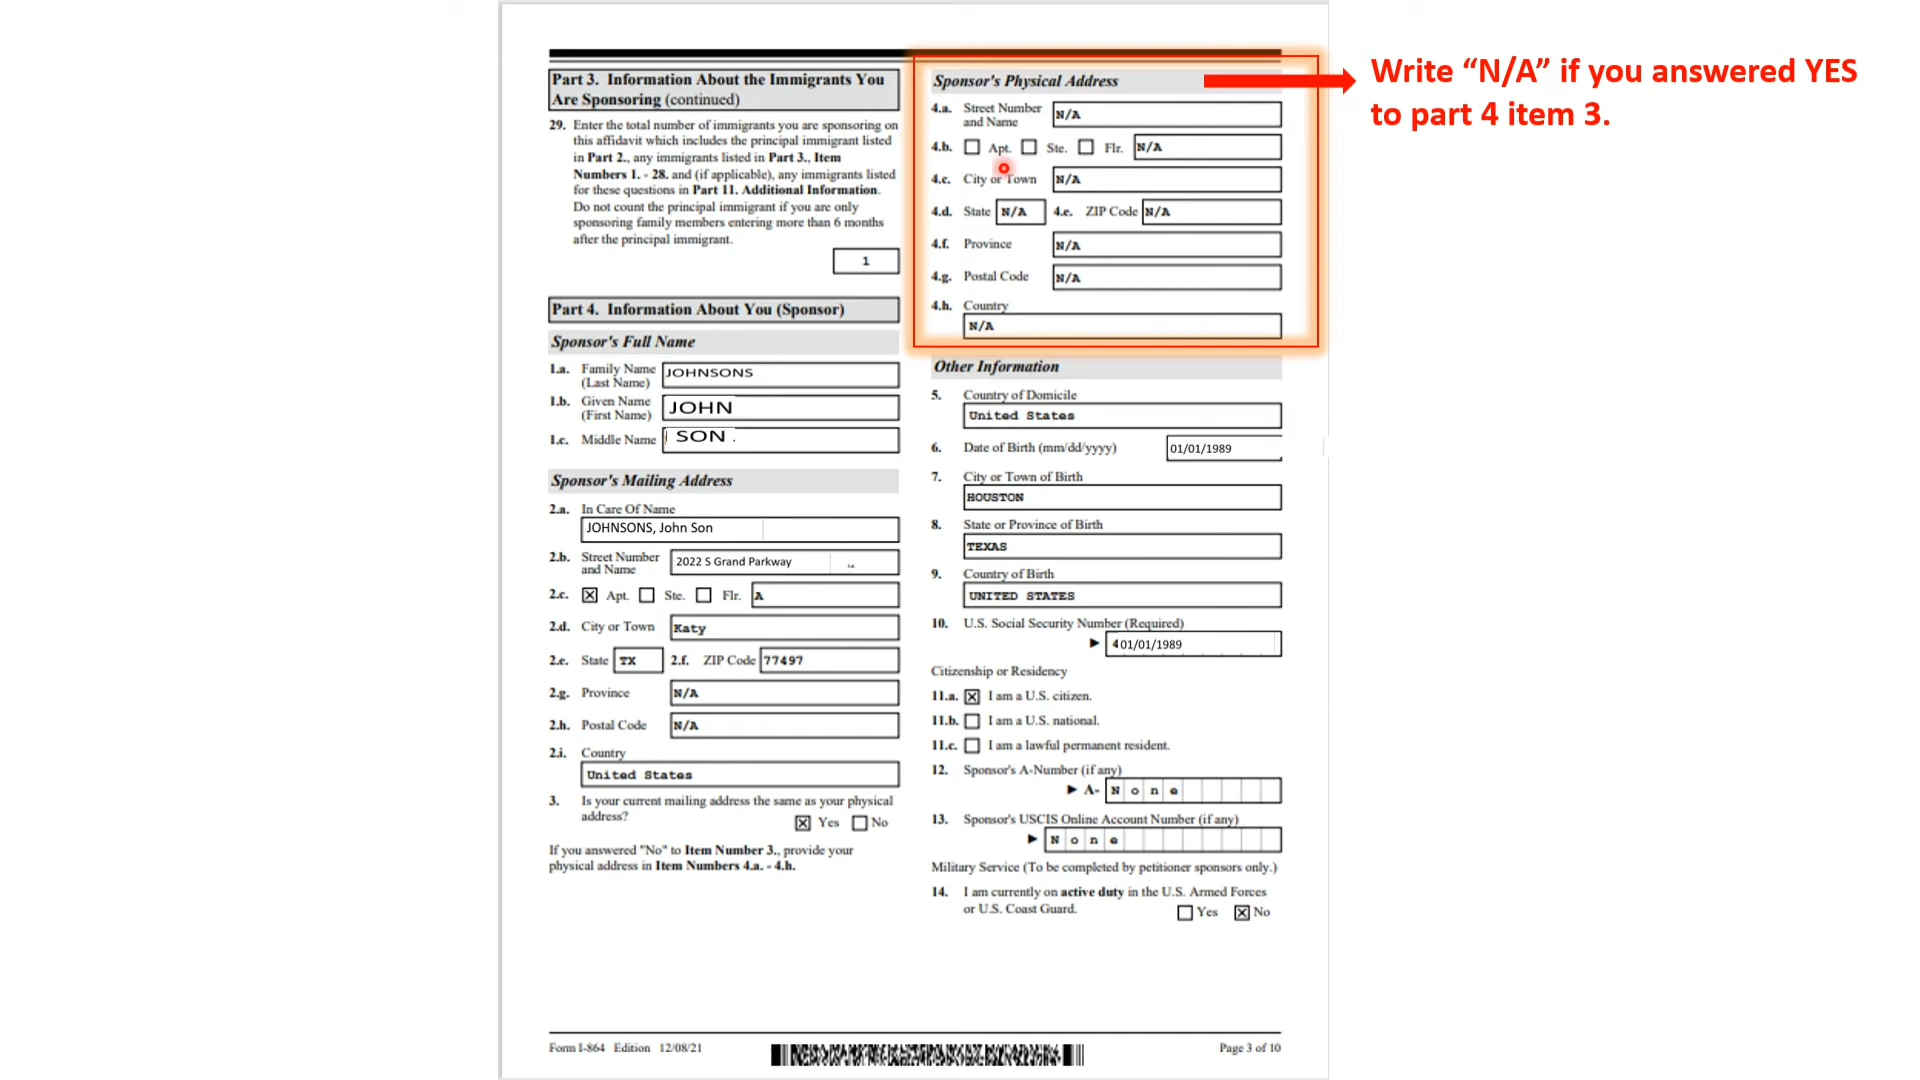 Part 3. Information About the Immigrants You
Are Sponsoring (continued)
29. Enter the total number of immigrants you are sponsoring on
this affidavit which includes the principal immigrant listed
in Part 2., any immigrants listed in Part 3., Item
Numbers 1. - 28. and (if applicable), any immigrants listed
for these questions in Part 11. Additional Information.
Do not count the principal immigrant if you are only
sponsoring family members entering more than 6 months
after the principal immigrant.
1
Part 4. Information About You (Sponsor)
Sponsor's Full Name
1.a. Family Name
(Last Name)
JOHNSONS
1.b. Given Name
(First Name)
JOHN
1.c. Middle Name SON
Sponsor's Mailing Address
2.a. In Care Of Name
JOHNSONS, John Son
2.b. Street Number
and Name
2022 S Grand Parkway
2.c. Apt. Ste. Flr. A
2.d. City or Town Katy
2.e. State TX 2.f. ZIP Code 77497
2.g. Province N/A
2.h. Postal Code N/A
2.i. Country
United States
3. Is your current mailing address the same as your physical
address? Yes No
If you answered "No" to Item Number 3., provide your
physical address in Item Numbers 4.a. - 4.h.
Sponsor's Physical Address
4.a. Street Number
and Name
N/A
4.b. Apt. Ste. Flr. N/A
4.c. City or Town N/A
4.d. State N/A 4.e. ZIP Code N/A
4.f. Province N/A
4.g. Postal Code N/A
4.h. Country
N/A
Other Information
5. Country of Domicile
United States
6. Date of Birth (mm/dd/yyyy) 01/01/1989
7. City or Town of Birth
HOUSTON
8. State or Province of Birth
TEXAS
9. Country of Birth
UNITED STATES
10. U.S. Social Security Number (Required)
401/01/1989
Citizenship or Residency
11.a. I am a U.S. citizen.
11.b. I am a U.S. national.
11.c. I am a lawful permanent resident.
12. Sponsor's A-Number (if any)
A- None
13. Sponsor's USCIS Online Account Number (if any)
None
Military Service (To be completed by petitioner sponsors only.)
14. I am currently on active duty in the U.S. Armed Forces
or U.S. Coast Guard. Yes No
Form I-864 Edition 12/08/21
Page 3 of 10
Write “N/A” if you answered YES
to part 4 item 3.